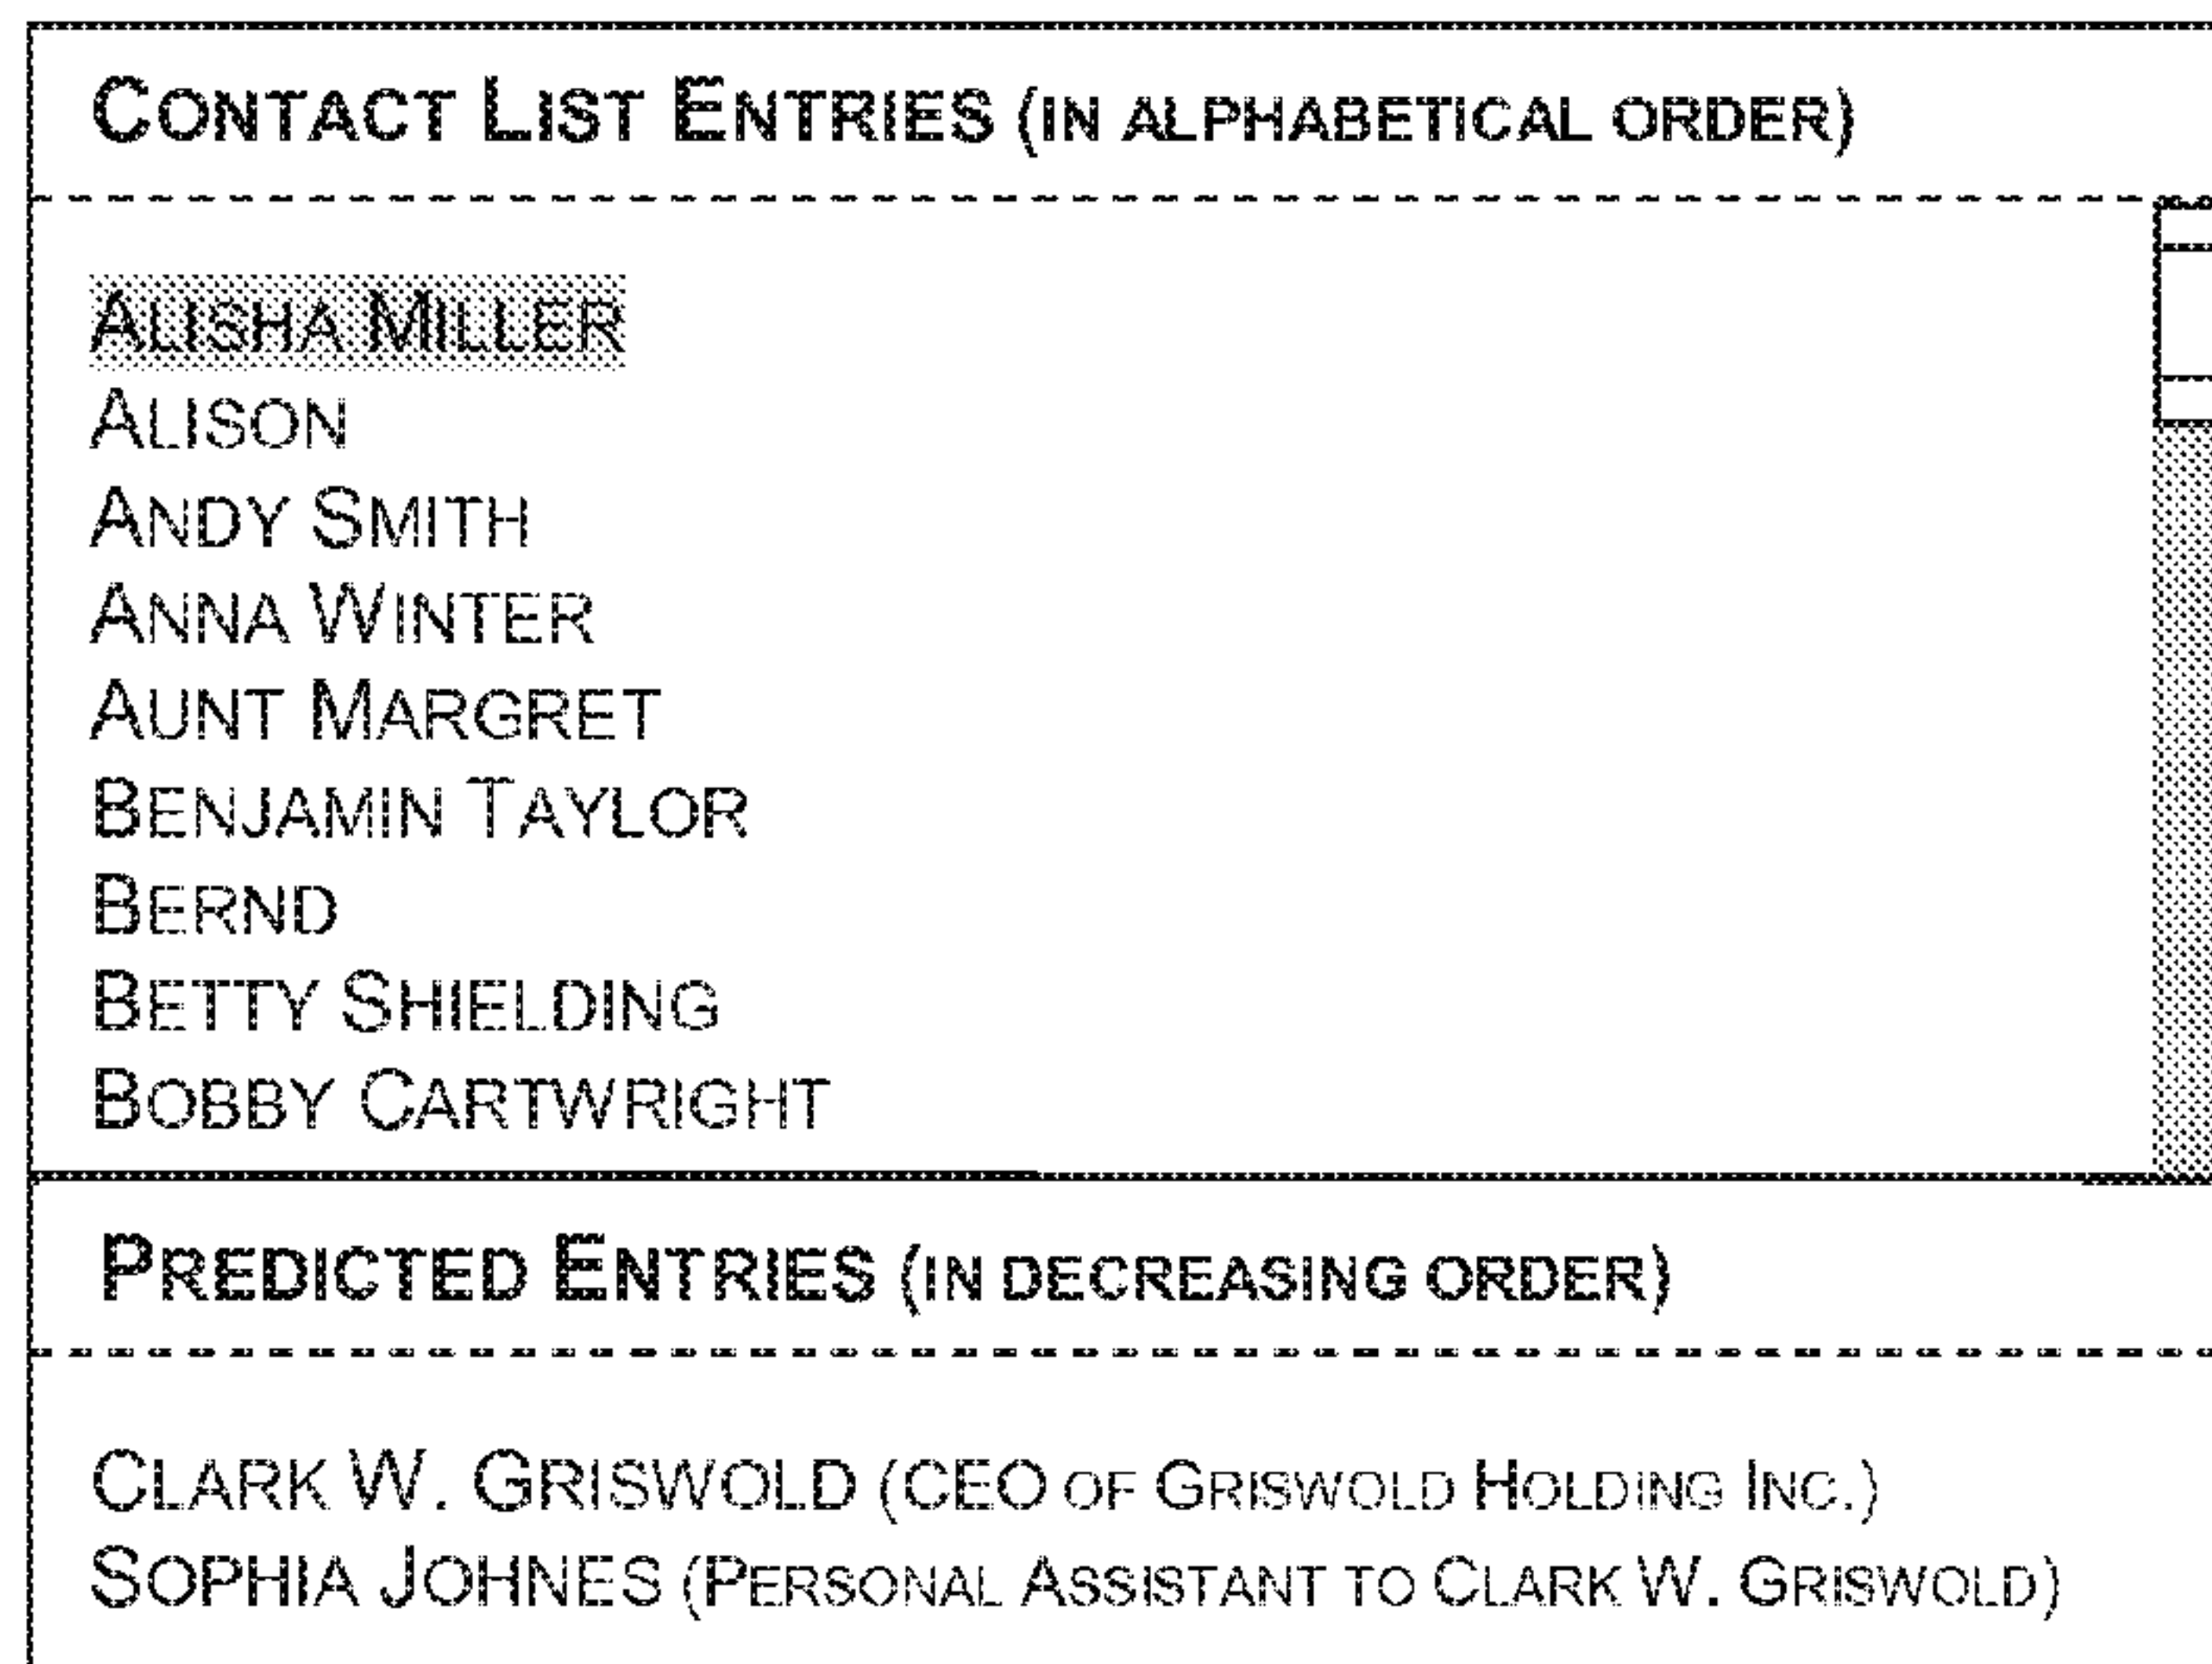 CONTACT LIST ENTRIES (IN ALPHABETICAL ORDER)
ALISHA MILLER
ALISON
ANDY SMITH
ANNA WINTER
AUNT MARGRET
BENJAMIN TAYLOR
BERND
BETTY SHIELDING
BOBBY CARTWRIGHT
PREDICTED ENTRIES (IN DECREASING ORDER)
CLARK W. GRISWOLD (CEO OF GRISWOLD HOLDING INC.)
SOPHIA JOHNES (PERSONAL ASSISTANT TO CLARK W. GRISWOLD)